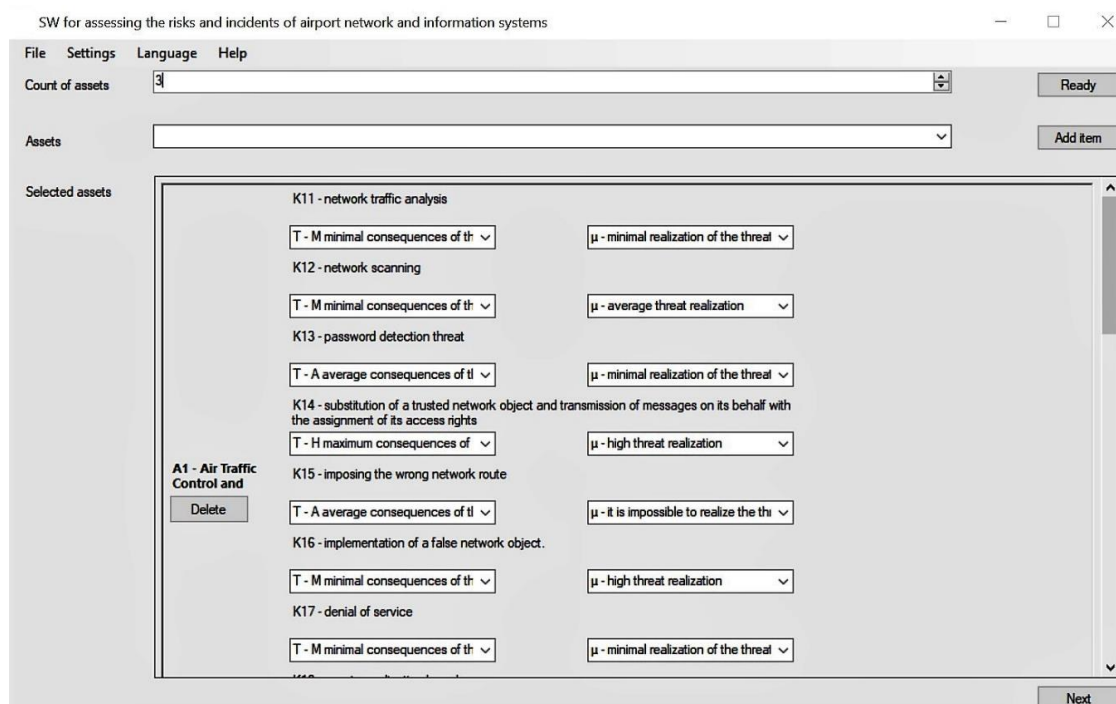 SW for assessing the risks and incidents of airport network and information systems
File Settings Language Help
Count of assets 3 Ready
Assets Add item
Selected assets
K11 - network traffic analysis
T - M minimal consequences of th μ - minimal realization of the threat
K12 - network scanning
T - M minimal consequences of th μ - average threat realization
K13 - password detection threat
T - A average consequences of tl μ - minimal realization of the threat
K14 - substitution of a trusted network object and transmission of messages on its behalf with
the assignment of its access rights
T - H maximum consequences of μ - high threat realization
A1 - Air Traffic
Control and
Delete
K15 - imposing the wrong network route
T - A average consequences of tl μ - it is impossible to realize the thr
K16 - implementation of a false network object.
T - M minimal consequences of th μ - high threat realization
K17 - denial of service
T - M minimal consequences of th μ - minimal realization of the threat
Next